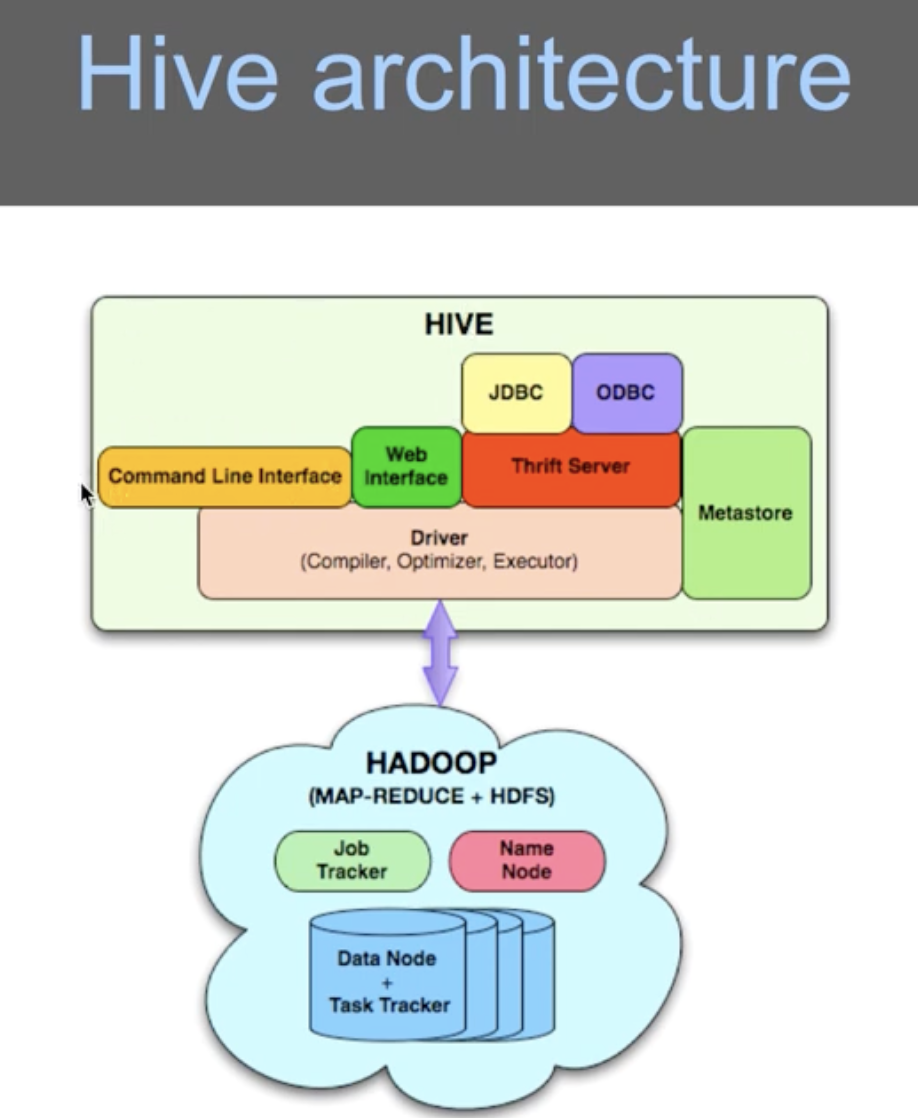 Hive architecture
HIVE
JDBC
ODBC
Command Line Interface
Web
Interface
Thrift Server
Metastore
Driver
(Compiler, Optimizer, Executor)
HADOOP
(MAP-REDUCE + HDFS)
Job
Tracker
Name
Node
Data Node
+
Task Tracker